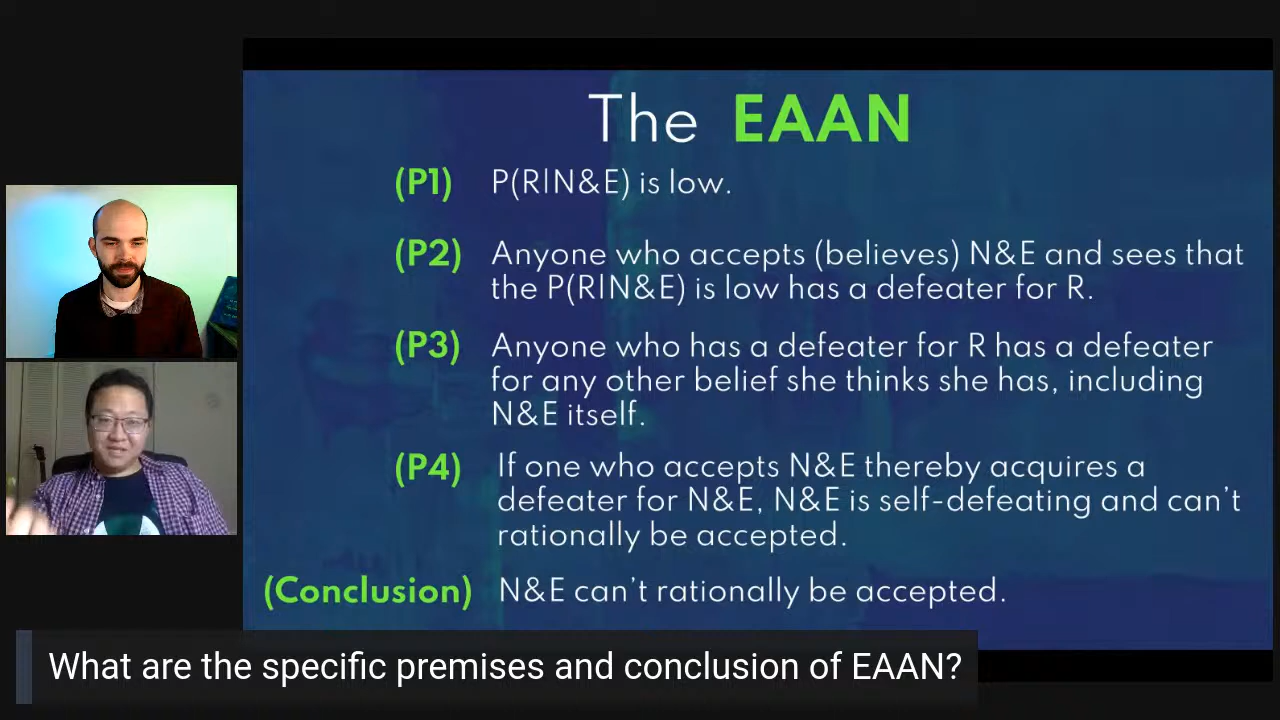 The EAAN
(P1) P(RIN&E) is low.
(P2) Anyone who accepts (believes) N&E and sees that
the P(RIN&E) is low has a defeater for R.
(P3) Anyone who has a defeater for R has a defeater
for any other belief she thinks she has, including
N&E itself.
(P4) If one who accepts N&E thereby acquires a
defeater for N&E, N&E is self-defeating and can't
rationally be accepted.
(Conclusion) N&E can't rationally be accepted.
What are the specific premises and conclusion of EAAN?